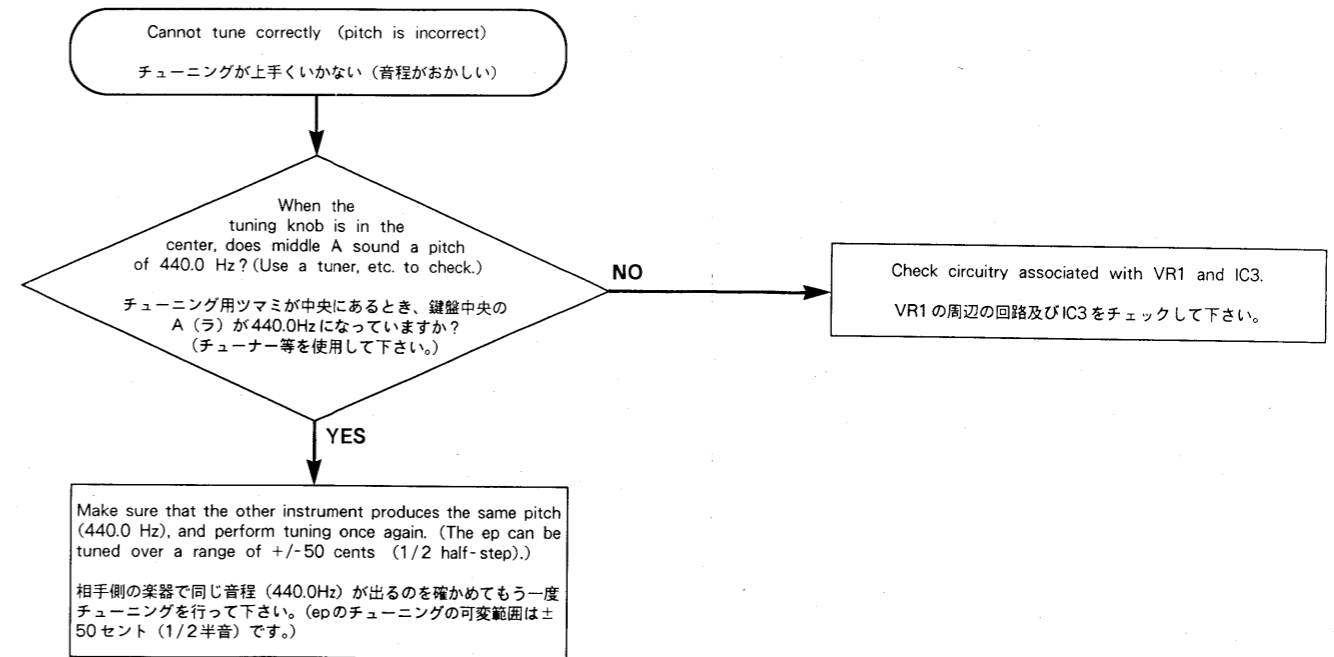 Cannot tune correctly (pitch is incorrect)
チューニングが上手くいかない（音程がおかしい）
When the
tuning knob is in the
center, does middle A sound a pitch
of 440.0 Hz? (Use a tuner, etc. to check.)
チューニング用ツマミが中央にあるとき、鍵盤中央の
A（ラ）が440.0Hzになっていますか？
（チューナー等を使用して下さい。）
NO
Check circuitry associated with VR1 and IC3.
VR1の周辺の回路及びIC3をチェックして下さい。
YES
Make sure that the other instrument produces the same pitch
(440.0 Hz), and perform tuning once again. (The ep can be
tuned over a range of +/-50 cents (1/2 half-step).)
相手側の楽器で同じ音程（440.0Hz）が出るのを確かめてもう一度
チューニングを行って下さい。（epのチューニングの可変範囲は±
50セント（1/2半音）です。）